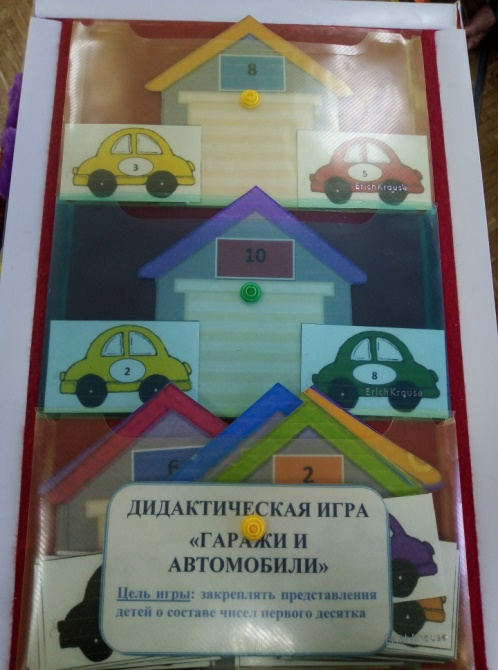 8
3
5
ErichKrause
10
2
8
ErichKrause
6
2
ДИДАКТИЧЕСКАЯ ИГРА
«ГАРАЖИ И
АВТОМОБИЛИ»
Цель игры: закреплять представления
детей о составе чисел первого десятка